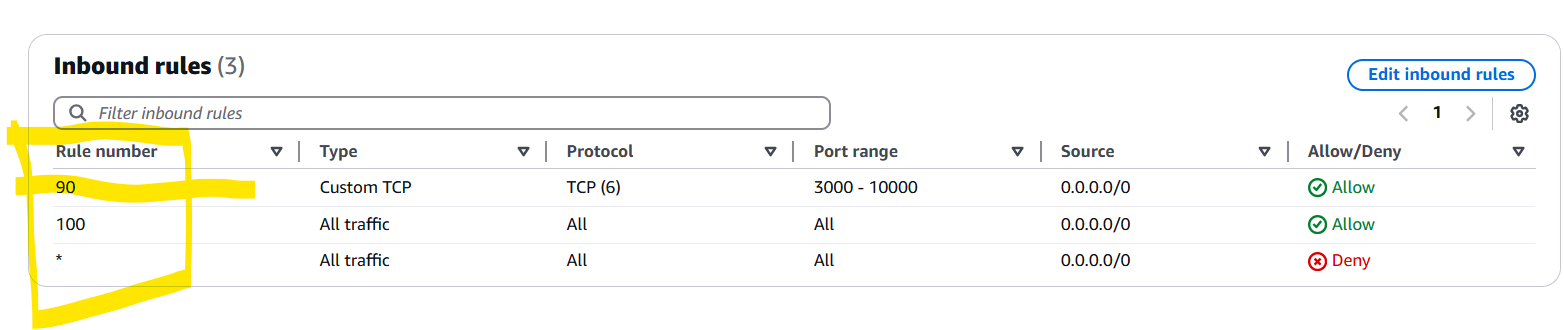 Inbound rules (3)
Edit inbound rules
Filter inbound rules
1
Rule number Type Protocol Port range Source Allow/Deny
90 Custom TCP TCP (6) 3000 - 10000 0.0.0.0/0 Allow
100 All traffic All All 0.0.0.0/0 Allow
* All traffic All All 0.0.0.0/0 Deny